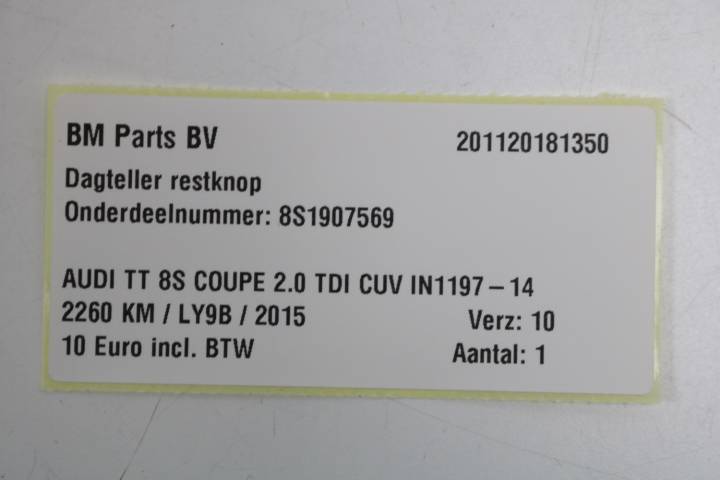 BM Parts BV 201120181350
Dagteller restknop
Onderdeelnummer: 8S1907569
AUDI TT 8S COUPE 2.0 TDI CUV IN1197 – 14
2260 KM / LY9B / 2015 Verz: 10
10 Euro incl. BTW Aantal: 1